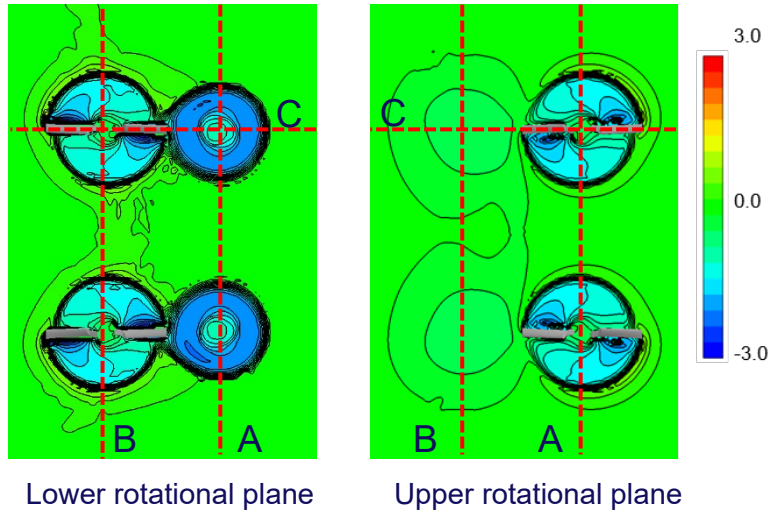 3.0
C
C
0.0
-3.0
B
A
B
A
Lower rotational plane
Upper rotational plane